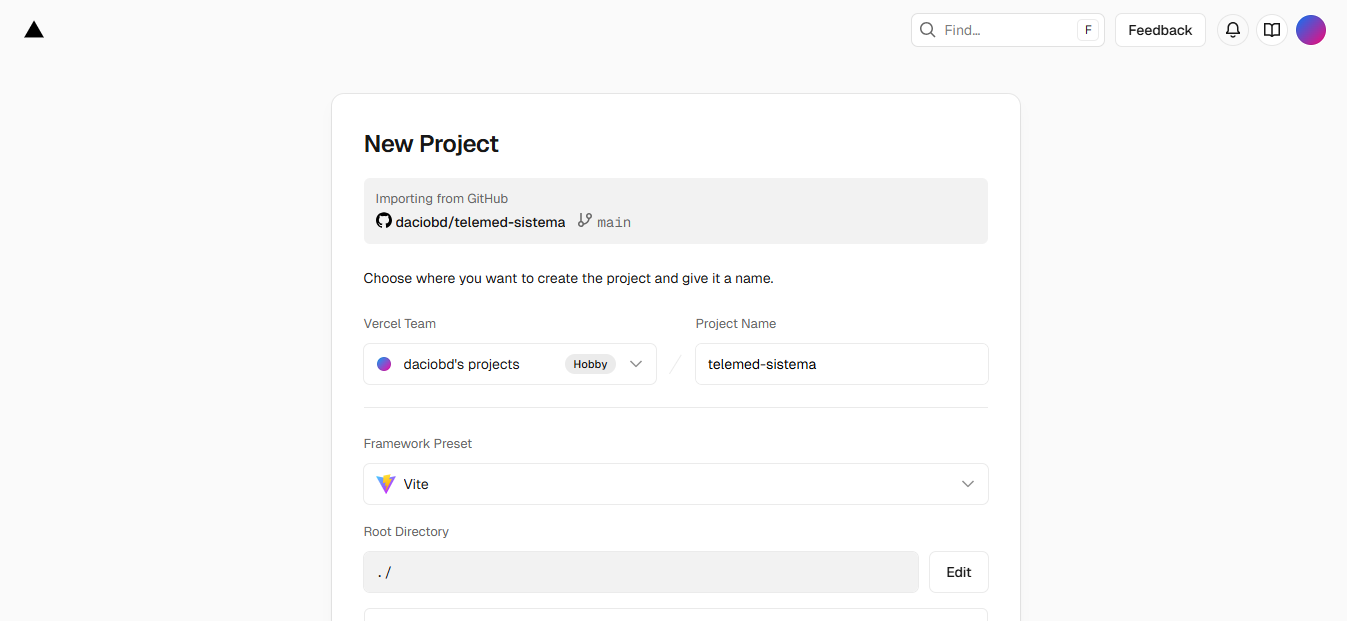 Find… F Feedback
New Project
Importing from GitHub
daciobd/telemed-sistema main
Choose where you want to create the project and give it a name.
Vercel Team Project Name
daciobd's projects Hobby telemed-sistema
Framework Preset
Vite
Root Directory
./ Edit